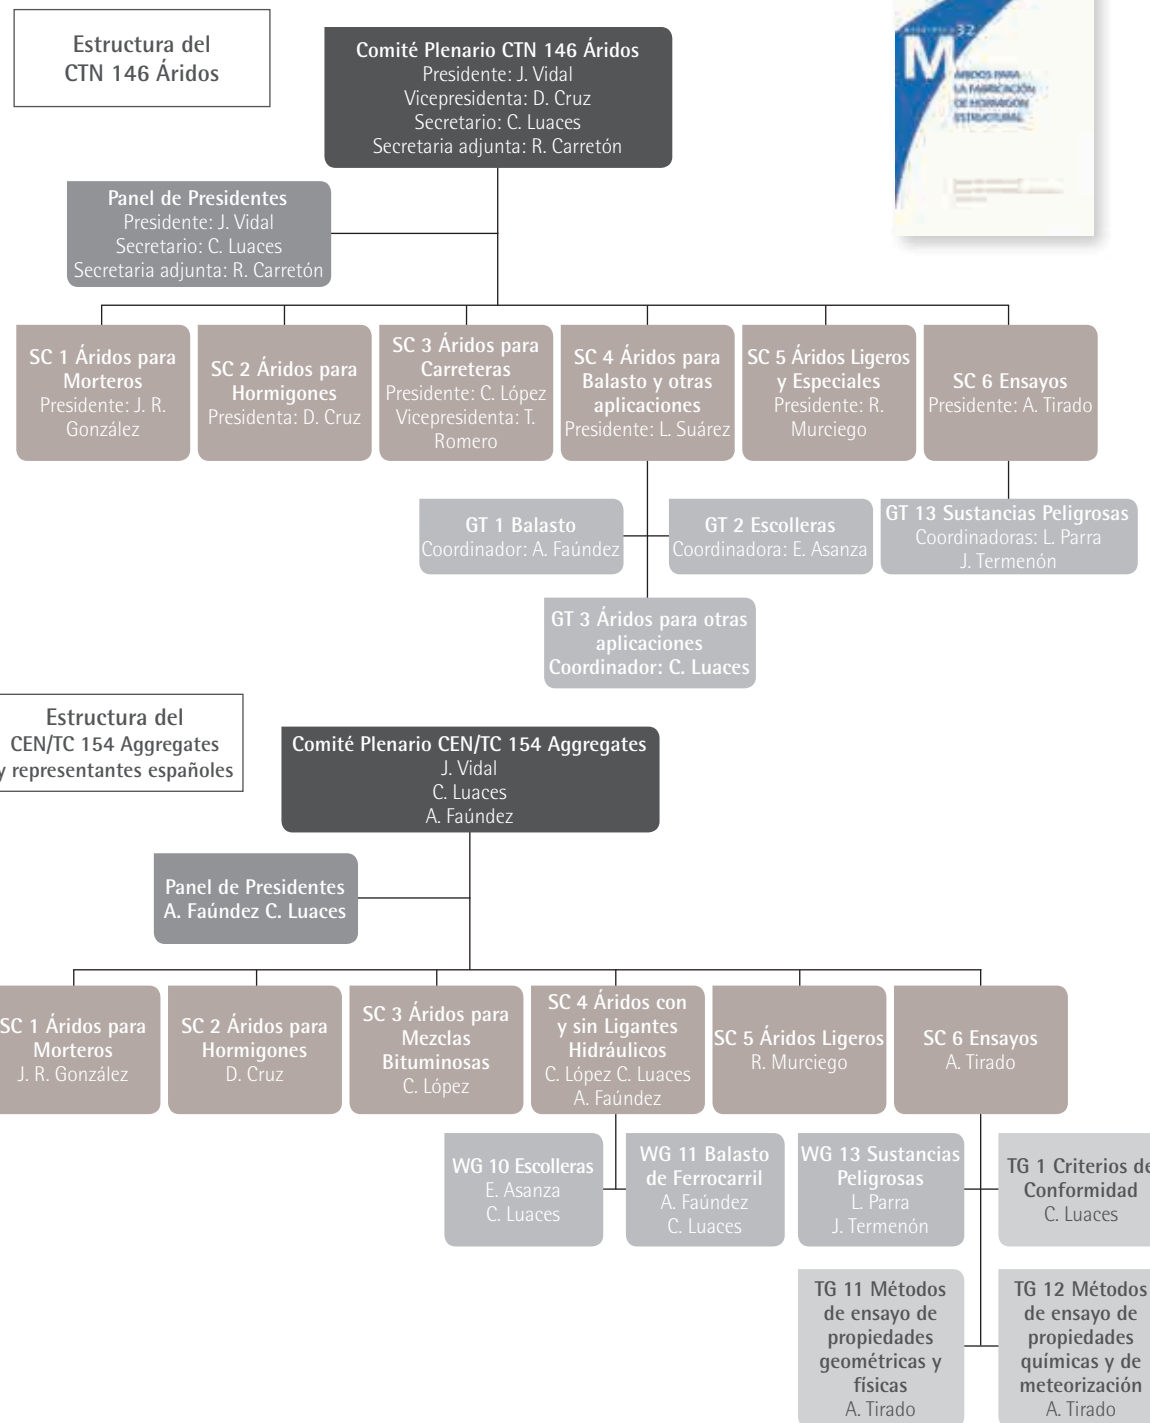 Estructura del
CTN 146 Áridos
Comité Plenario CTN 146 Áridos
Presidente: J. Vidal
Vicepresidenta: D. Cruz
Secretario: C. Luaces
Secretaria adjunta: R. Carretón
32
M
ÁRIDOS PARA
LA FABRICACIÓN
DE HORMIGÓN
ESTRUCTURAL
Panel de Presidentes
Presidente: J. Vidal
Secretario: C. Luaces
Secretaria adjunta: R. Carretón
SC 1 Áridos para
Morteros
Presidente: J. R.
González
SC 2 Áridos para
Hormigones
Presidenta: D. Cruz
SC 3 Áridos para
Carreteras
Presidente: C. López
Vicepresidenta: T.
Romero
SC 4 Áridos para
Balasto y otras
aplicaciones
Presidente: L. Suárez
SC 5 Áridos Ligeros
y Especiales
Presidente: R.
Murciego
SC 6 Ensayos
Presidente: A. Tirado
GT 1 Balasto
Coordinador: A. Faúndez
GT 2 Escolleras
Coordinadora: E. Asanza
GT 13 Sustancias Peligrosas
Coordinadoras: L. Parra
J. Termenón
GT 3 Áridos para otras
aplicaciones
Coordinador: C. Luaces
Estructura del
CEN/TC 154 Aggregates
y representantes españoles
Comité Plenario CEN/TC 154 Aggregates
J. Vidal
C. Luaces
A. Faúndez
Panel de Presidentes
A. Faúndez C. Luaces
SC 1 Áridos para
Morteros
J. R. González
SC 2 Áridos para
Hormigones
D. Cruz
SC 3 Áridos para
Mezclas
Bituminosas
C. López
SC 4 Áridos con
y sin Ligantes
Hidráulicos
C. López C. Luaces
A. Faúndez
SC 5 Áridos Ligeros
R. Murciego
SC 6 Ensayos
A. Tirado
WG 10 Escolleras
E. Asanza
C. Luaces
WG 11 Balasto
de Ferrocarril
A. Faúndez
C. Luaces
WG 13 Sustancias
Peligrosas
L. Parra
J. Termenón
TG 1 Criterios de
Conformidad
C. Luaces
TG 11 Métodos
de ensayo de
propiedades
geométricas y
físicas
A. Tirado
TG 12 Métodos
de ensayo de
propiedades
químicas y de
meteorización
A. Tirado